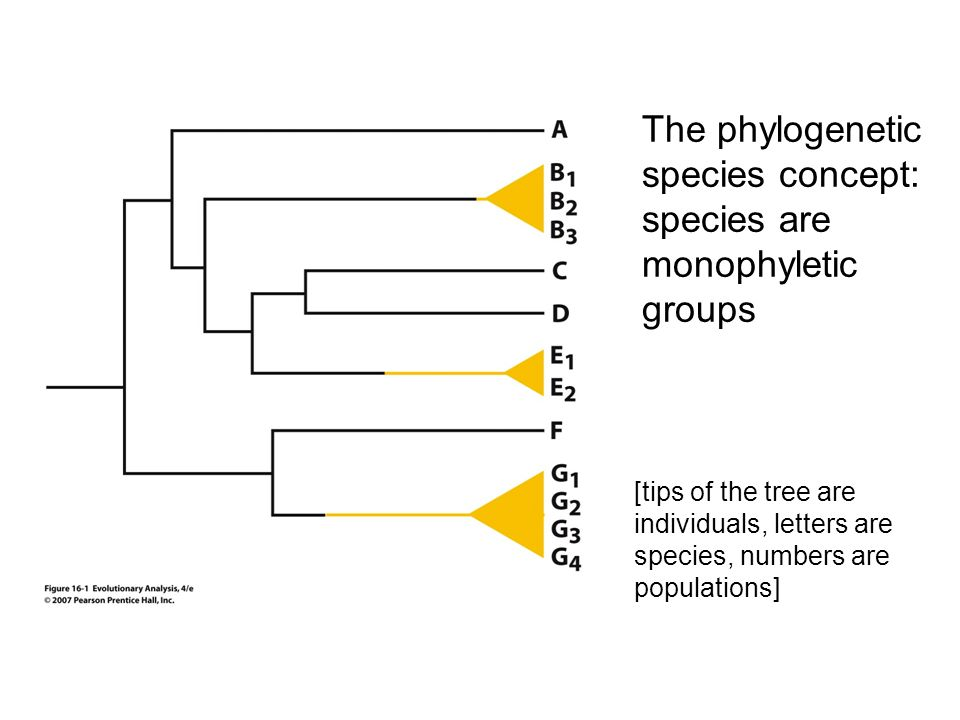 A
B1
B2
B3
C
D
E1
E2
F
G1
G2
G3
G4
The phylogenetic
species concept:
species are
monophyletic
groups
[tips of the tree are
individuals, letters are
species, numbers are
populations]
Figure 16-1 Evolutionary Analysis, 4/e
© 2007 Pearson Prentice Hall, Inc.